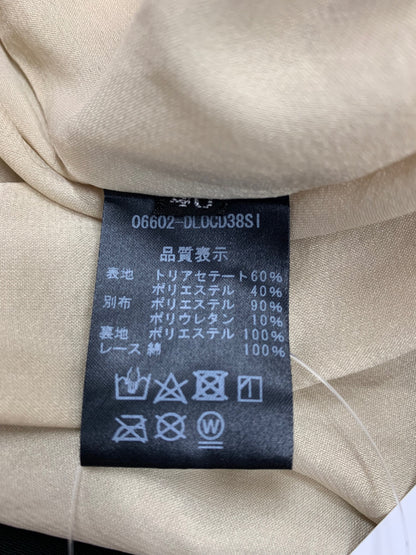 06602-DLOCD38SI
品質表示
表地 トリアセテート60%
ポリエステル 40%
別布 ポリエステル 90%
ポリウレタン 10%
裏地 ポリエステル 100%
レース 綿 100%
W